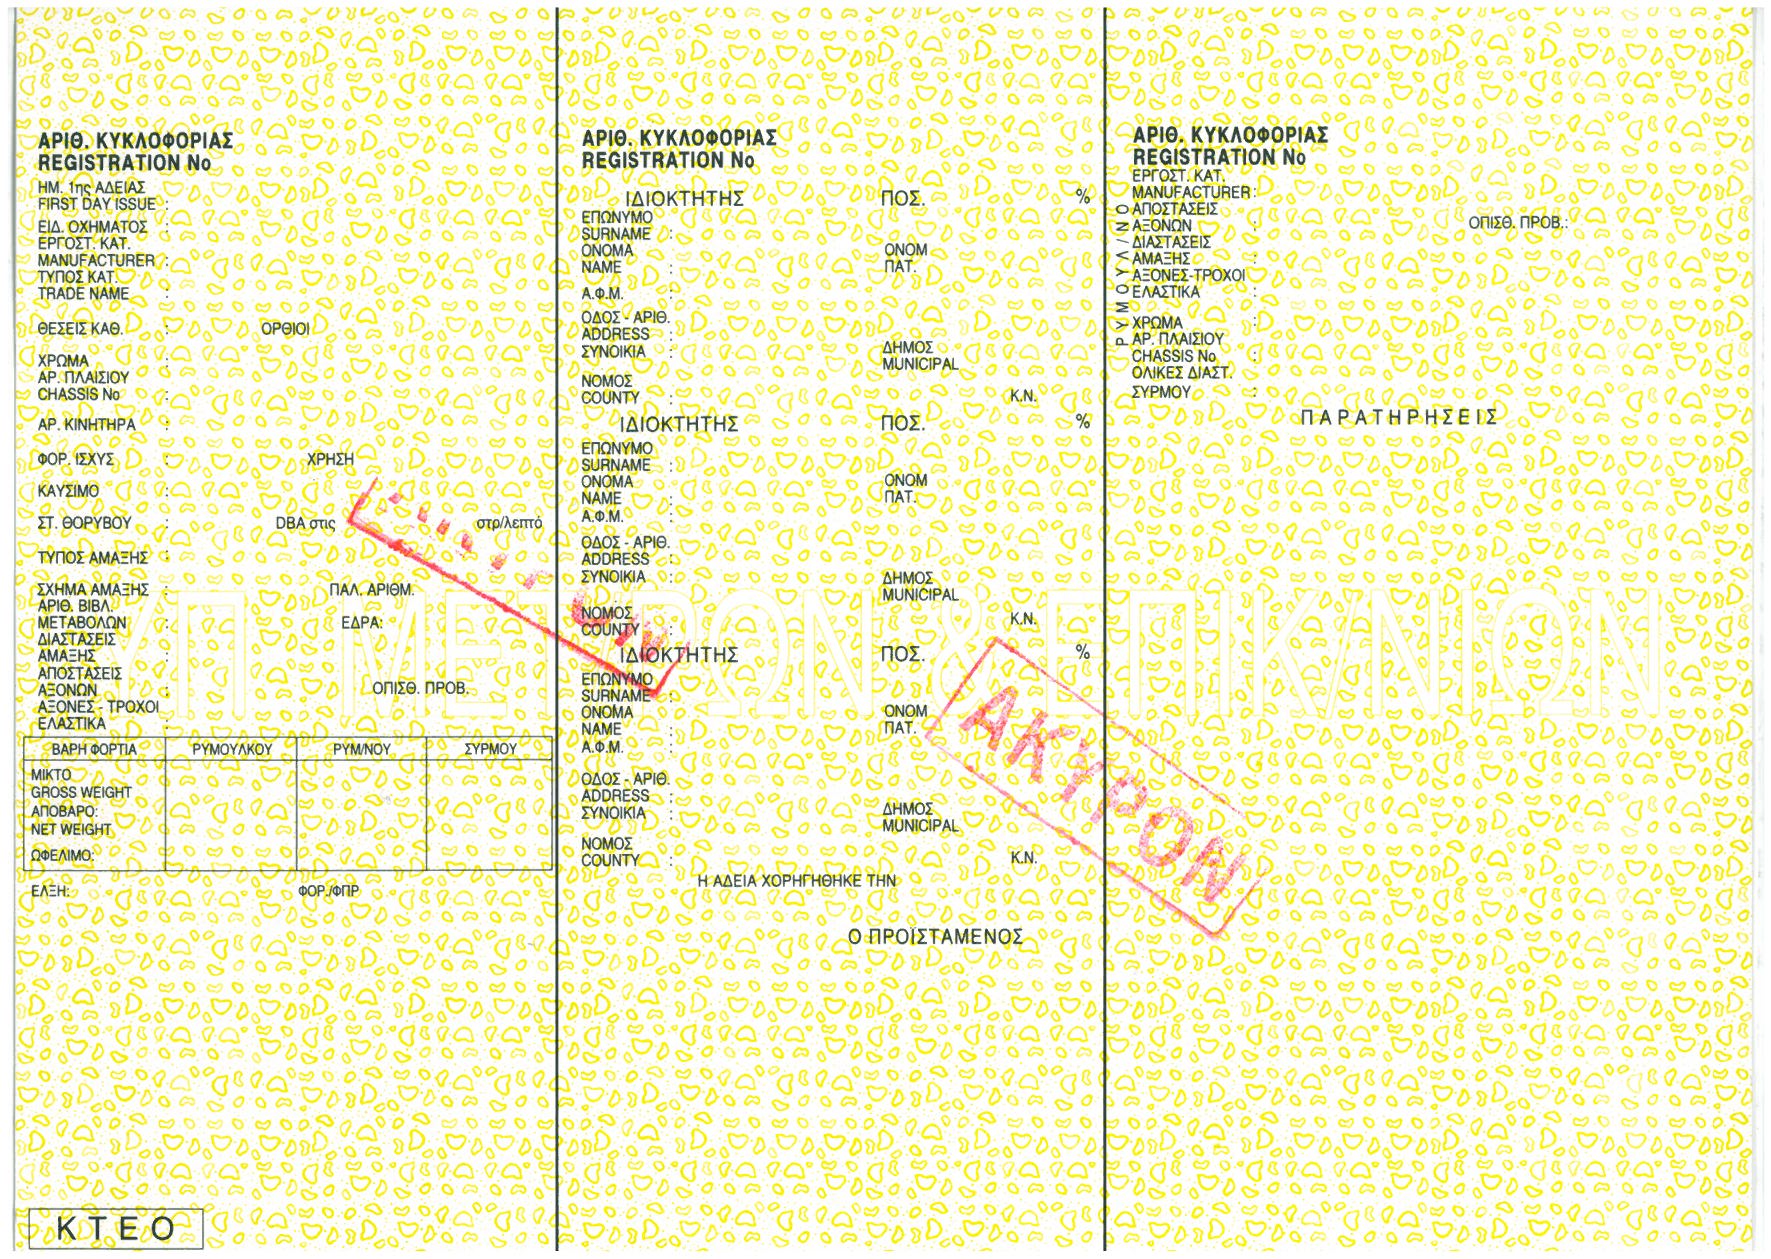 ΑΡΙΘ. ΚΥΚΛΟΦΟΡΙΑΣ
REGISTRATION No
ΗΜ. 1ης ΑΔΕΙΑΣ
FIRST DAY ISSUE :
ΕΙΔ. ΟΧΗΜΑΤΟΣ :
ΕΡΓΟΣΤ. ΚΑΤ.
MANUFACTURER :
ΤΥΠΟΣ ΚΑΤ.
TRADE NAME :
ΘΕΣΕΙΣ ΚΑΘ. : ΟΡΘΙΟΙ
ΧΡΩΜΑ :
ΑΡ. ΠΛΑΙΣΙΟΥ
CHASSIS No :
ΑΡ. ΚΙΝΗΤΗΡΑ :
ΦΟΡ. ΙΣΧΥΣ : ΧΡΗΣΗ
ΚΑΥΣΙΜΟ :
ΣΤ. ΘΟΡΥΒΟΥ : DBA στις στρ/λεπτό
ΤΥΠΟΣ ΑΜΑΞΗΣ :
ΣΧΗΜΑ ΑΜΑΞΗΣ : ΠΑΛ. ΑΡΙΘΜ.
ΑΡΙΘ. ΒΙΒΛ.
ΜΕΤΑΒΟΛΩΝ : ΕΔΡΑ:
ΔΙΑΣΤΑΣΕΙΣ
ΑΜΑΞΗΣ :
ΑΠΟΣΤΑΣΕΙΣ
ΑΞΟΝΩΝ : ΟΠΙΣΘ. ΠΡΟΒ.
ΑΞΟΝΕΣ - ΤΡΟΧΟΙ
ΕΛΑΣΤΙΚΑ :
ΒΑΡΗ ΦΟΡΤΙΑ ΡΥΜΟΥΛΚΟΥ ΡΥΜ/ΝΟΥ ΣΥΡΜΟΥ
ΜΙΚΤΟ
GROSS WEIGHT
ΑΠΟΒΑΡΟ:
NET WEIGHT
ΩΦΕΛΙΜΟ:
ΕΛΞΗ: ΦΟΡ./ΦΠΡ
ΚΤΕΟ
ΑΡΙΘ. ΚΥΚΛΟΦΟΡΙΑΣ
REGISTRATION No
ΙΔΙΟΚΤΗΤΗΣ ΠΟΣ. %
ΕΠΩΝΥΜΟ
SURNAME :
ΟΝΟΜΑ ΟΝΟΜ
NAME : ΠΑΤ.
Α.Φ.Μ. :
ΟΔΟΣ - ΑΡΙΘ.
ADDRESS :
ΣΥΝΟΙΚΙΑ : ΔΗΜΟΣ
MUNICIPAL
ΝΟΜΟΣ
COUNTY : Κ.Ν.
ΙΔΙΟΚΤΗΤΗΣ ΠΟΣ. %
ΕΠΩΝΥΜΟ
SURNAME :
ΟΝΟΜΑ ΟΝΟΜ
NAME : ΠΑΤ.
Α.Φ.Μ. :
ΟΔΟΣ - ΑΡΙΘ.
ADDRESS :
ΣΥΝΟΙΚΙΑ : ΔΗΜΟΣ
MUNICIPAL
ΝΟΜΟΣ
COUNTY : Κ.Ν.
ΙΔΙΟΚΤΗΤΗΣ ΠΟΣ. %
ΕΠΩΝΥΜΟ
SURNAME :
ΟΝΟΜΑ ΟΝΟΜ
NAME : ΠΑΤ.
Α.Φ.Μ. :
ΟΔΟΣ - ΑΡΙΘ.
ADDRESS :
ΣΥΝΟΙΚΙΑ : ΔΗΜΟΣ
MUNICIPAL
ΝΟΜΟΣ
COUNTY : Κ.Ν.
Η ΑΔΕΙΑ ΧΟΡΗΓΗΘΗΚΕ ΤΗΝ
Ο ΠΡΟΪΣΤΑΜΕΝΟΣ
ΑΚΥΡΟΝ
ΑΡΙΘ. ΚΥΚΛΟΦΟΡΙΑΣ
REGISTRATION No
ΡΥΜΟΥΛ/ΝΟ
ΕΡΓΟΣΤ. ΚΑΤ.
MANUFACTURER :
ΑΠΟΣΤΑΣΕΙΣ
ΑΞΟΝΩΝ : ΟΠΙΣΘ. ΠΡΟΒ.:
ΔΙΑΣΤΑΣΕΙΣ
ΑΜΑΞΗΣ :
ΑΞΟΝΕΣ-ΤΡΟΧΟΙ
ΕΛΑΣΤΙΚΑ :
ΧΡΩΜΑ :
ΑΡ. ΠΛΑΙΣΙΟΥ
CHASSIS No :
ΟΛΙΚΕΣ ΔΙΑΣΤ.
ΣΥΡΜΟΥ :
ΠΑΡΑΤΗΡΗΣΕΙΣ